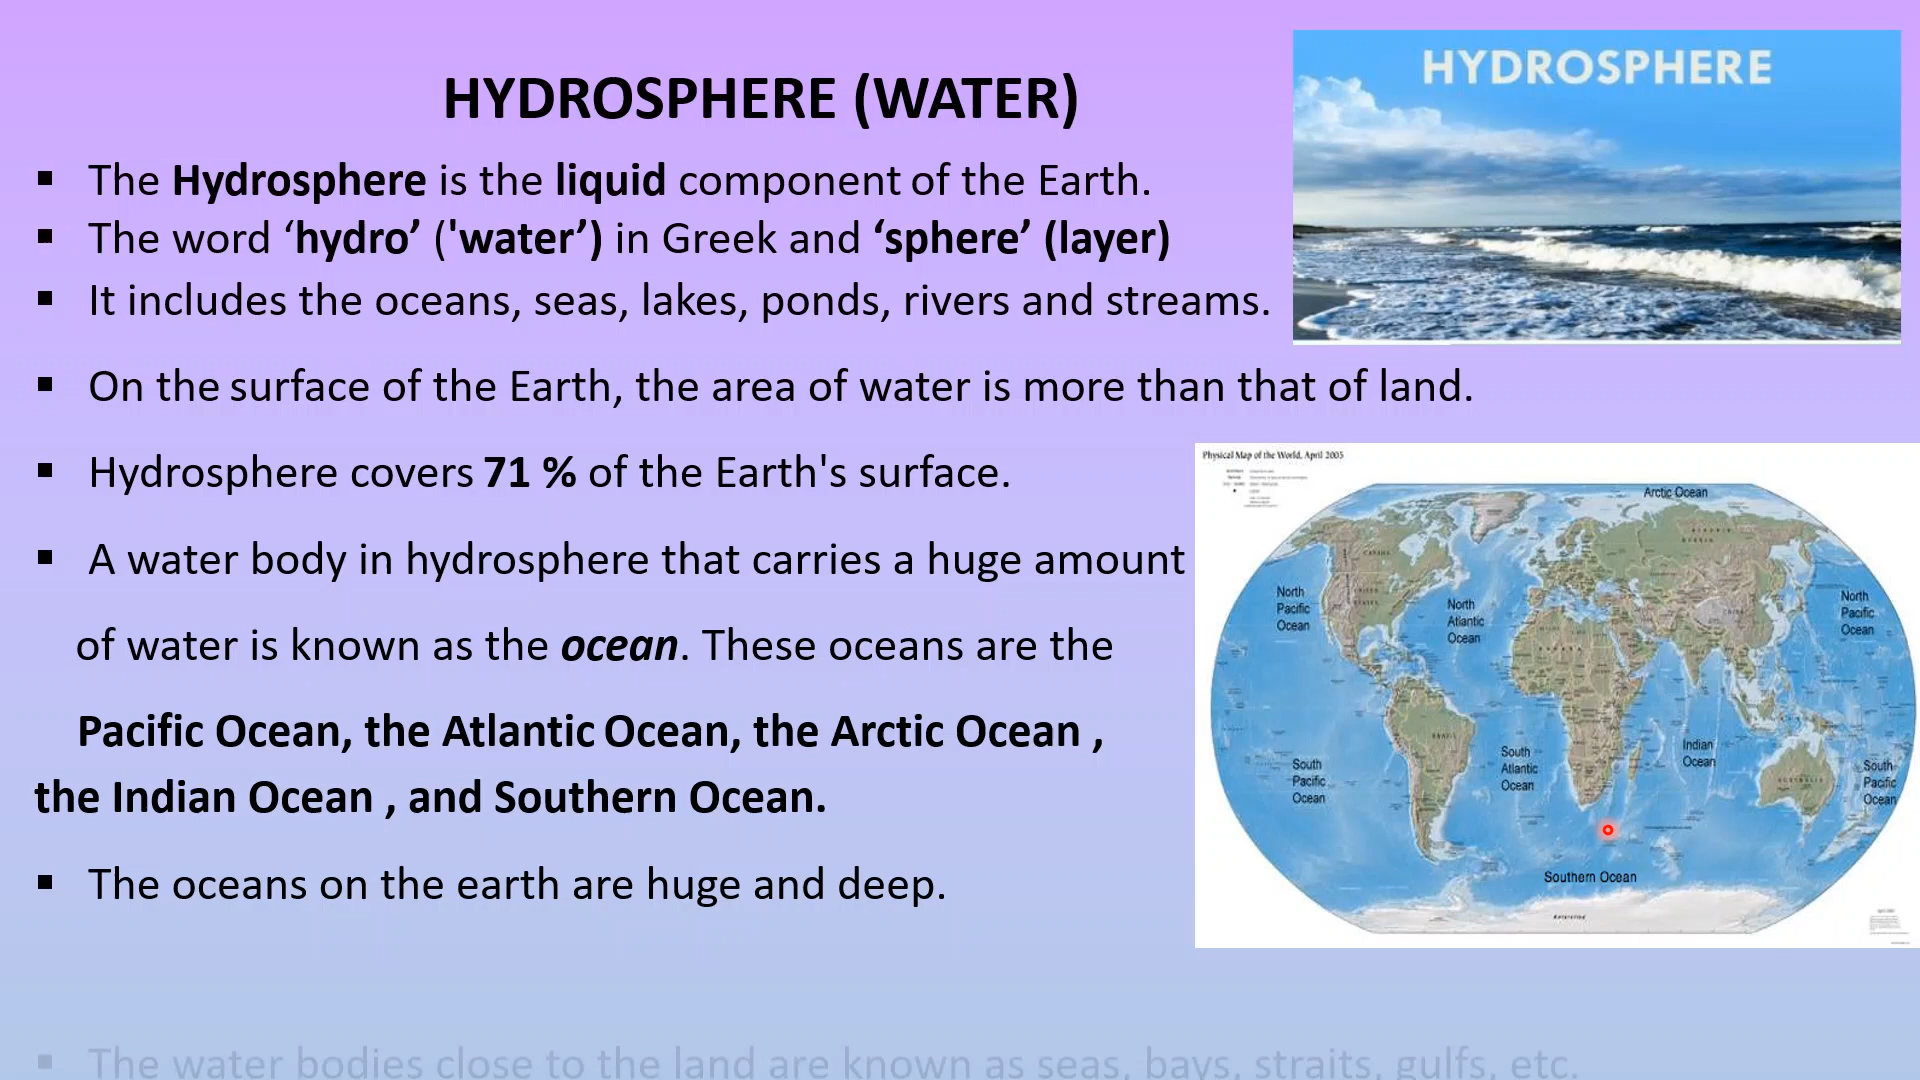 HYDROSPHERE (WATER)
▪ The Hydrosphere is the liquid component of the Earth.
▪ The word ‘hydro’ ('water’) in Greek and ‘sphere’ (layer)
▪ It includes the oceans, seas, lakes, ponds, rivers and streams.
▪ On the surface of the Earth, the area of water is more than that of land.
▪ Hydrosphere covers 71 % of the Earth's surface.
▪ A water body in hydrosphere that carries a huge amount
of water is known as the ocean. These oceans are the
Pacific Ocean, the Atlantic Ocean, the Arctic Ocean ,
the Indian Ocean , and Southern Ocean.
▪ The oceans on the earth are huge and deep.
▪ The water bodies close to the land are known as seas, bays, straits, gulfs, etc.
HYDROSPHERE
Physical Map of the World, April 2005
Arctic Ocean
North
Pacific
Ocean
North
Atlantic
Ocean
North
Pacific
Ocean
South
Pacific
Ocean
South
Atlantic
Ocean
Indian
Ocean
South
Pacific
Ocean
Southern Ocean
CANADA
BRAZIL
AUSTRALIA
Antarctica